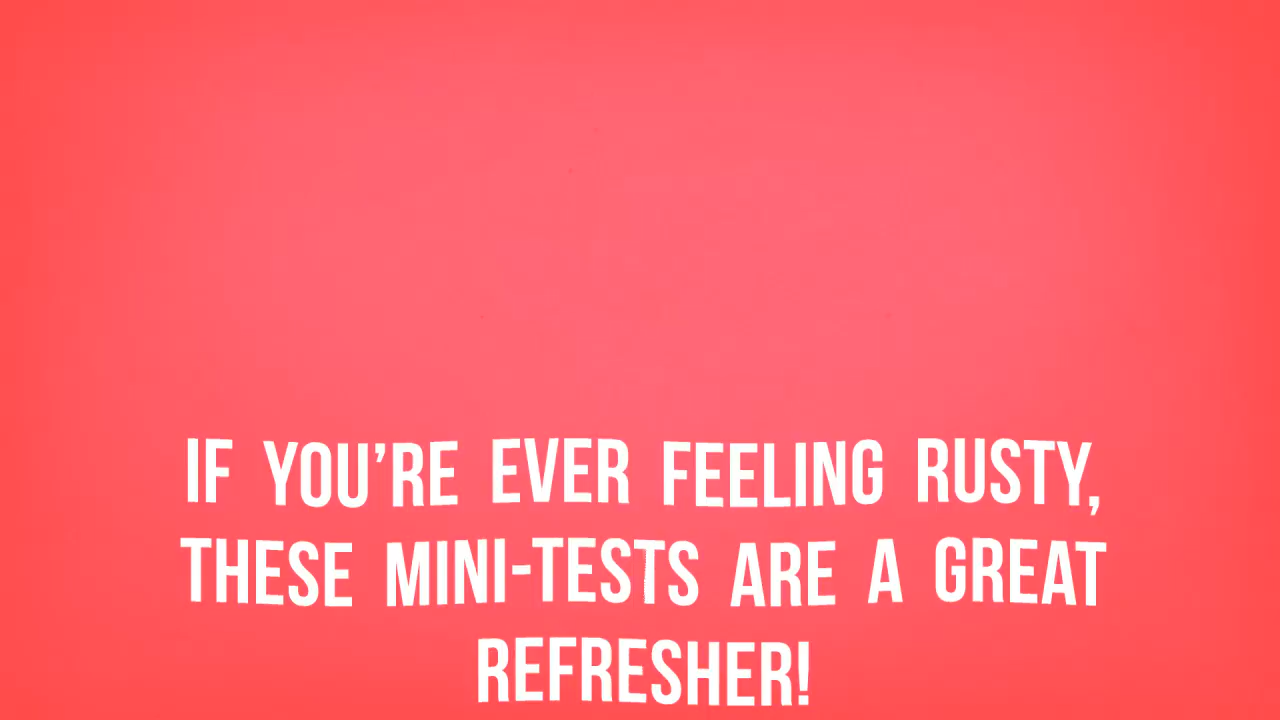 IF YOU’RE EVER FEELING RUSTY,
THESE MINI-TESTS ARE A GREAT
REFRESHER!